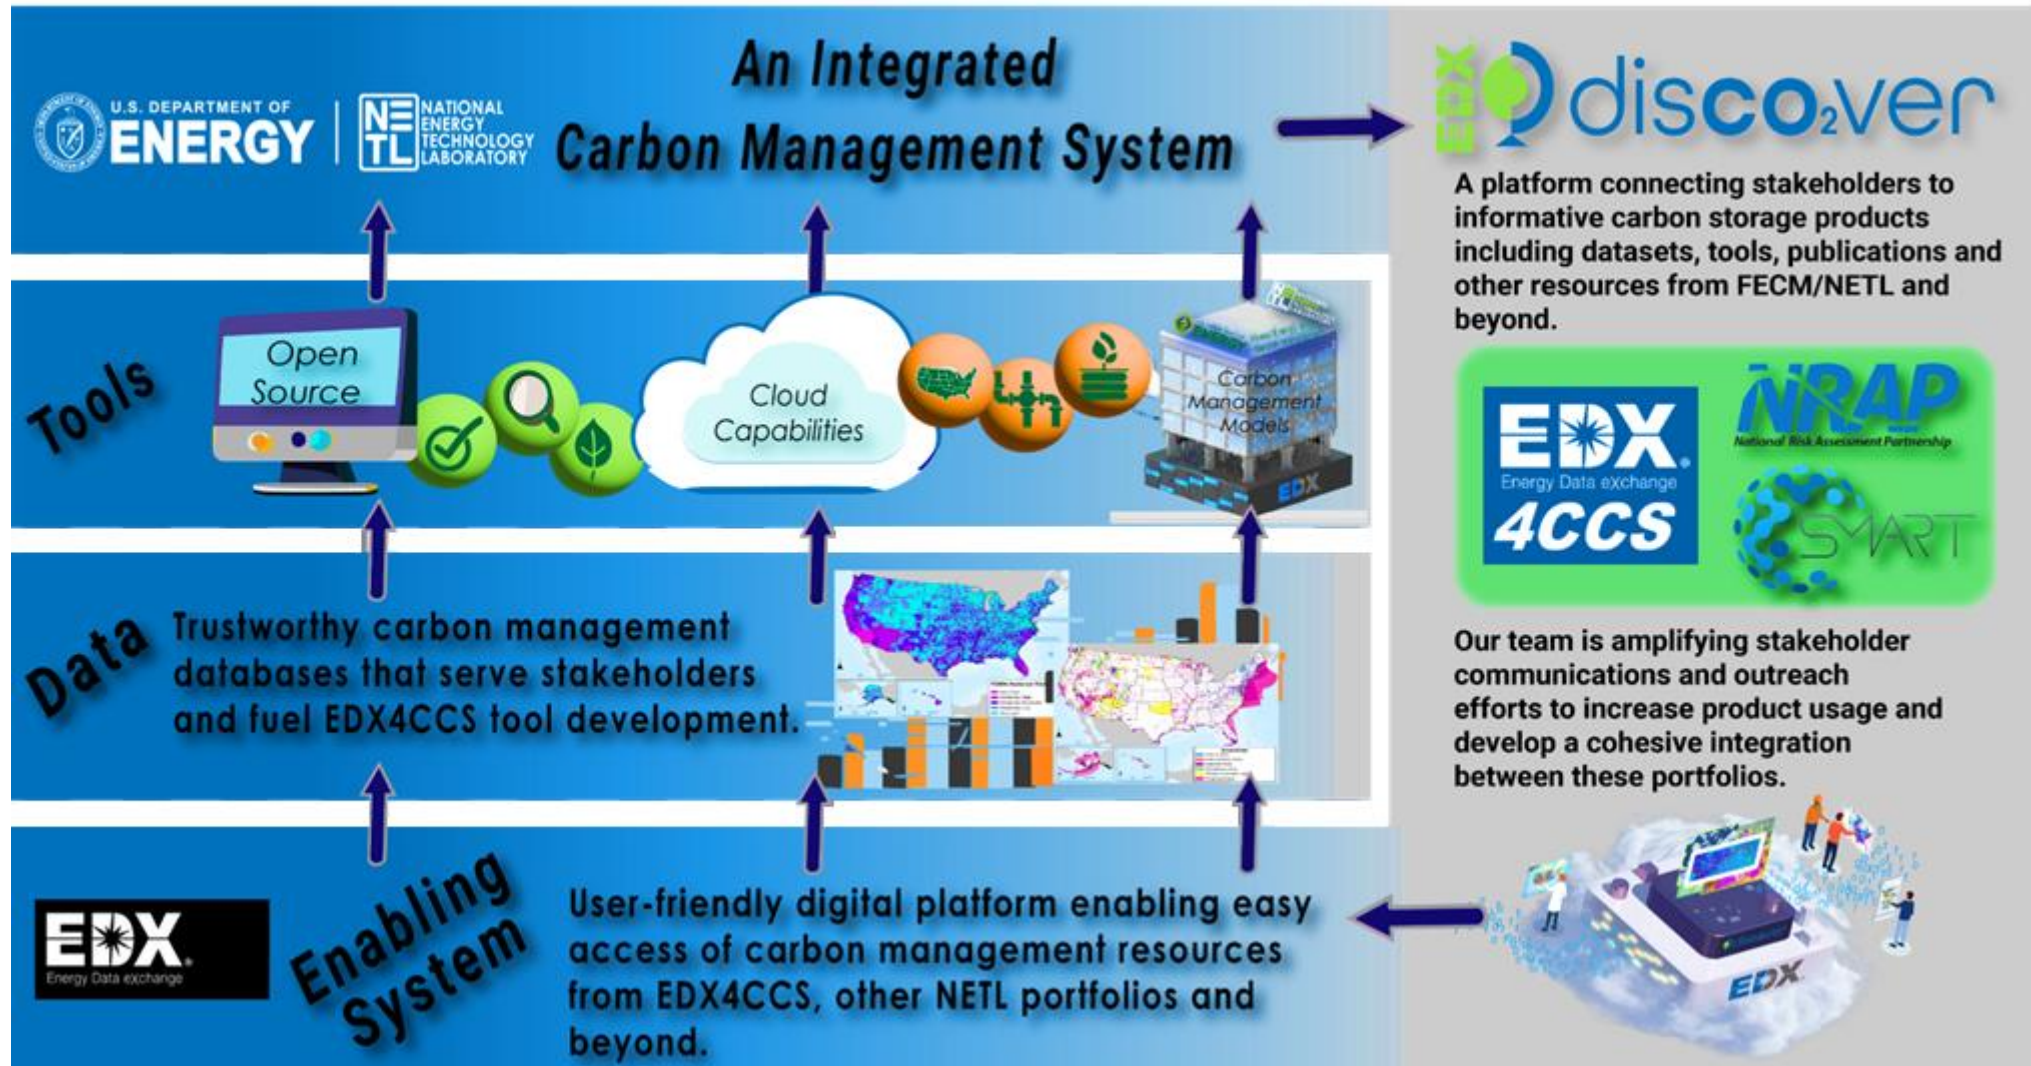 U.S. DEPARTMENT OF
ENERGY
NE
TL
NATIONAL
ENERGY
TECHNOLOGY
LABORATORY
An Integrated
Carbon Management System
Tools
Open
Source
Cloud
Capabilities
Carbon
Management
Models
EDX
Data
Trustworthy carbon management
databases that serve stakeholders
and fuel EDX4CCS tool development.
EDX
Energy Data eXchange
Enabling
System
User-friendly digital platform enabling easy
access of carbon management resources
from EDX4CCS, other NETL portfolios and
beyond.
EDX
disco₂ver
A platform connecting stakeholders to
informative carbon storage products
including datasets, tools, publications and
other resources from FECM/NETL and
beyond.
EDX
Energy Data eXchange
4CCS
NRAP
National Risk Assessment Partnership
SMART
Our team is amplifying stakeholder
communications and outreach
efforts to increase product usage and
develop a cohesive integration
between these portfolios.
EDX